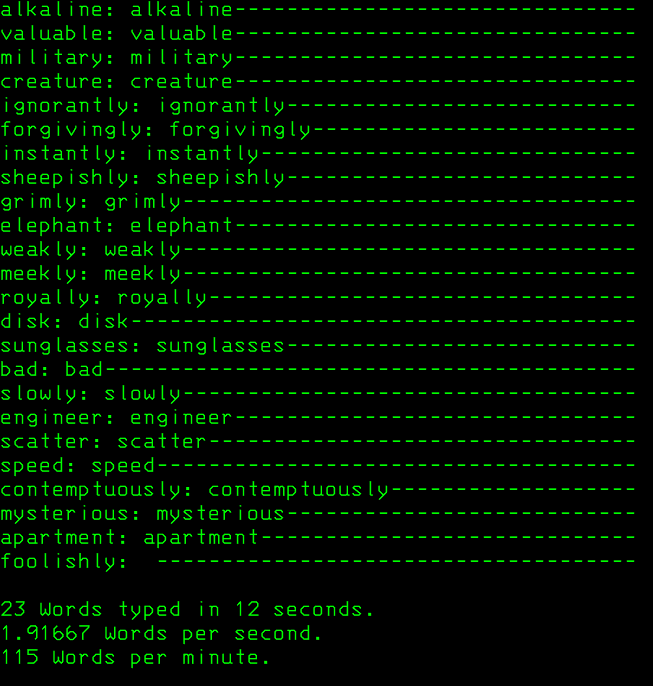 alkaline: alkaline-------------------------------
valuable: valuable-------------------------------
military: military-------------------------------
creature: creature-------------------------------
ignorantly: ignorantly---------------------------
forgivingly: forgivingly-------------------------
instantly: instantly-----------------------------
sheepishly: sheepishly---------------------------
grimly: grimly-----------------------------------
elephant: elephant-------------------------------
weakly: weakly-----------------------------------
meekly: meekly-----------------------------------
royally: royally---------------------------------
disk: disk---------------------------------------
sunglasses: sunglasses---------------------------
bad: bad-----------------------------------------
slowly: slowly-----------------------------------
engineer: engineer-------------------------------
scatter: scatter---------------------------------
speed: speed-------------------------------------
contemptuously: contemptuously-------------------
mysterious: mysterious---------------------------
apartment: apartment-----------------------------
foolishly:  -------------------------------------
23 Words typed in 12 seconds.
1.91667 Words per second.
115 Words per minute.